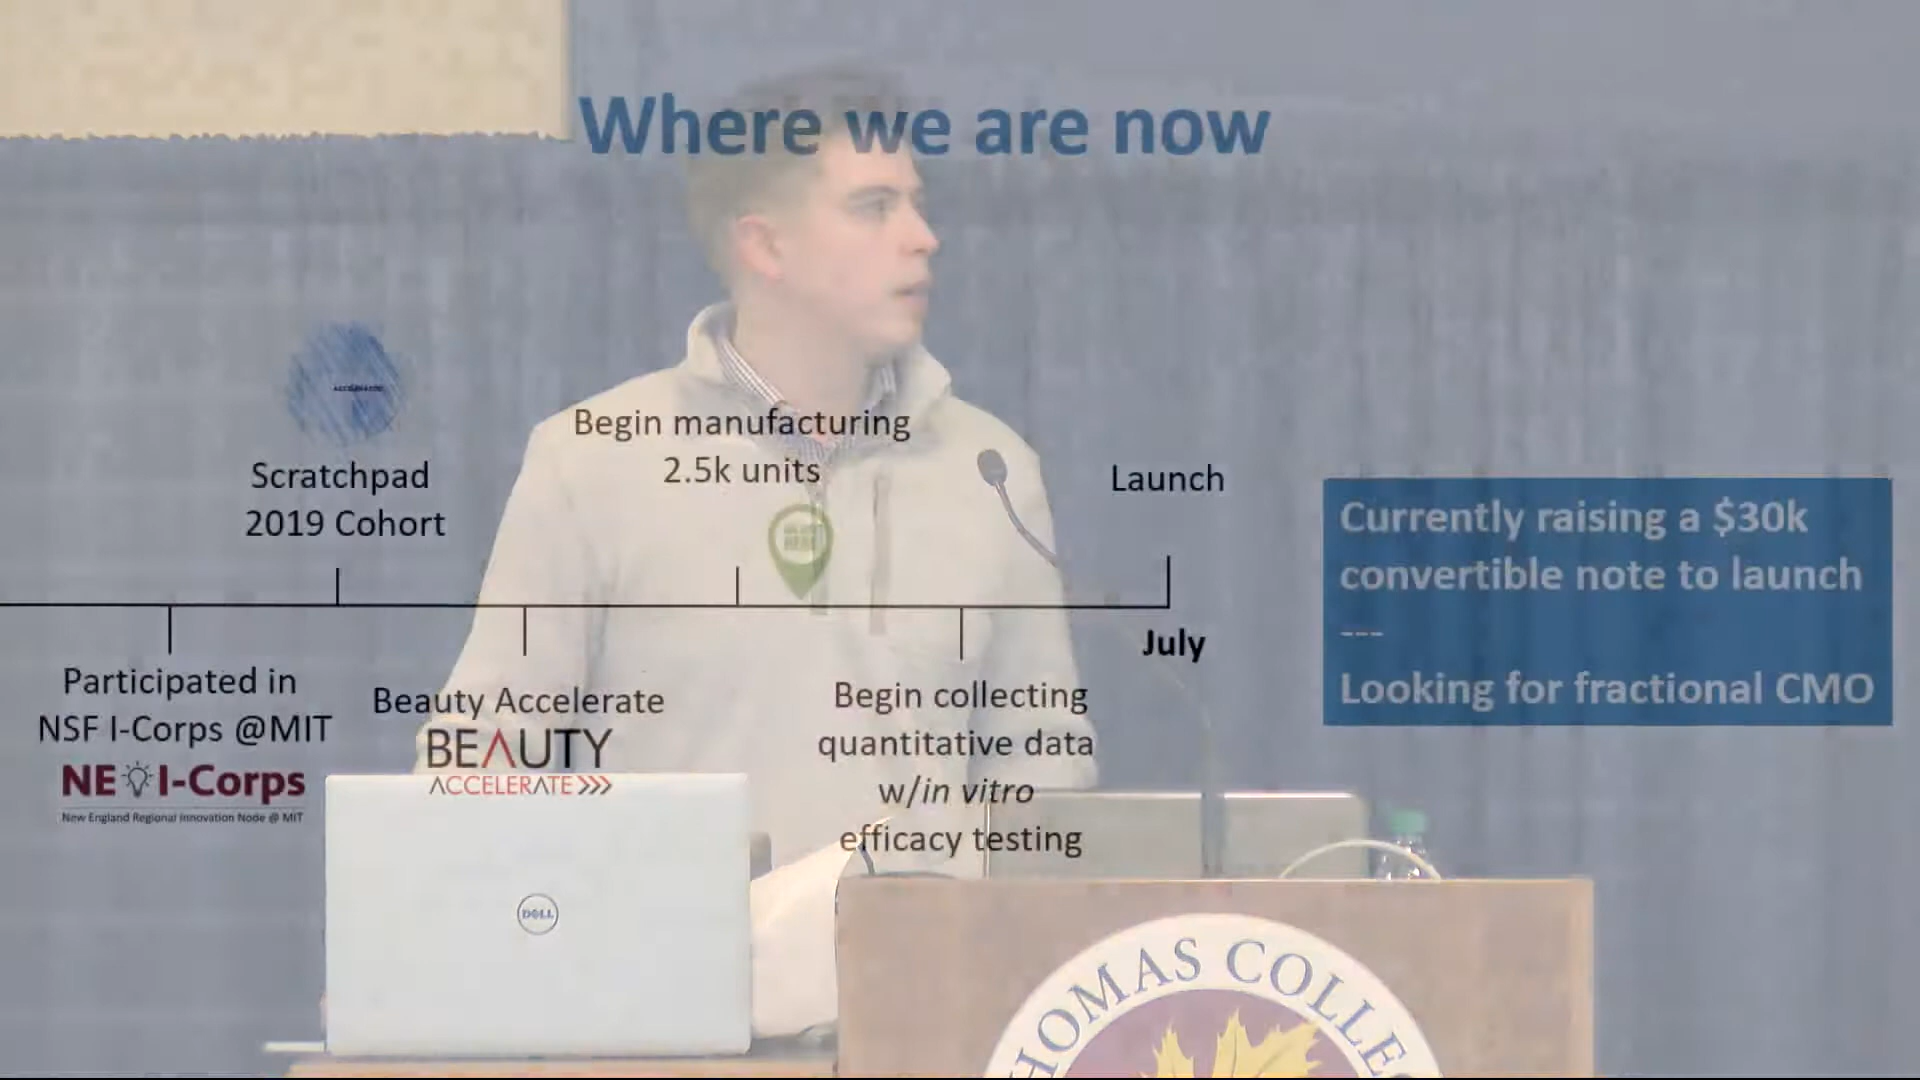 Where we are now
Scratchpad
2019 Cohort
Begin manufacturing
2.5k units
Launch
Currently raising a $30k
convertible note to launch
---
Looking for fractional CMO
July
Participated in
NSF I-Corps @MIT
NE I-Corps
New England Regional Innovation Node @ MIT
Beauty Accelerate
BEAUTY
ACCELERATE >>>
Begin collecting
quantitative data
w/in vitro
efficacy testing
DELL
THOMAS COLLEGE